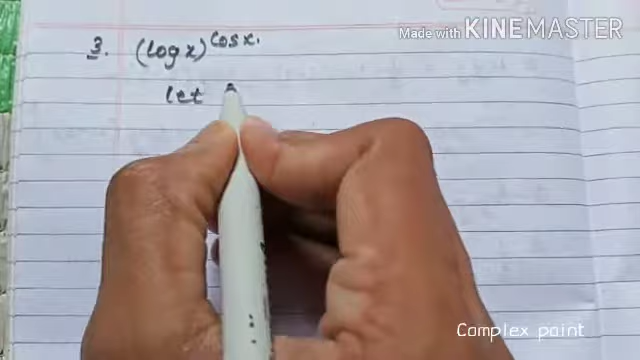 Made with KINEMASTER
3. (log x)^cos x.
let
Complex point